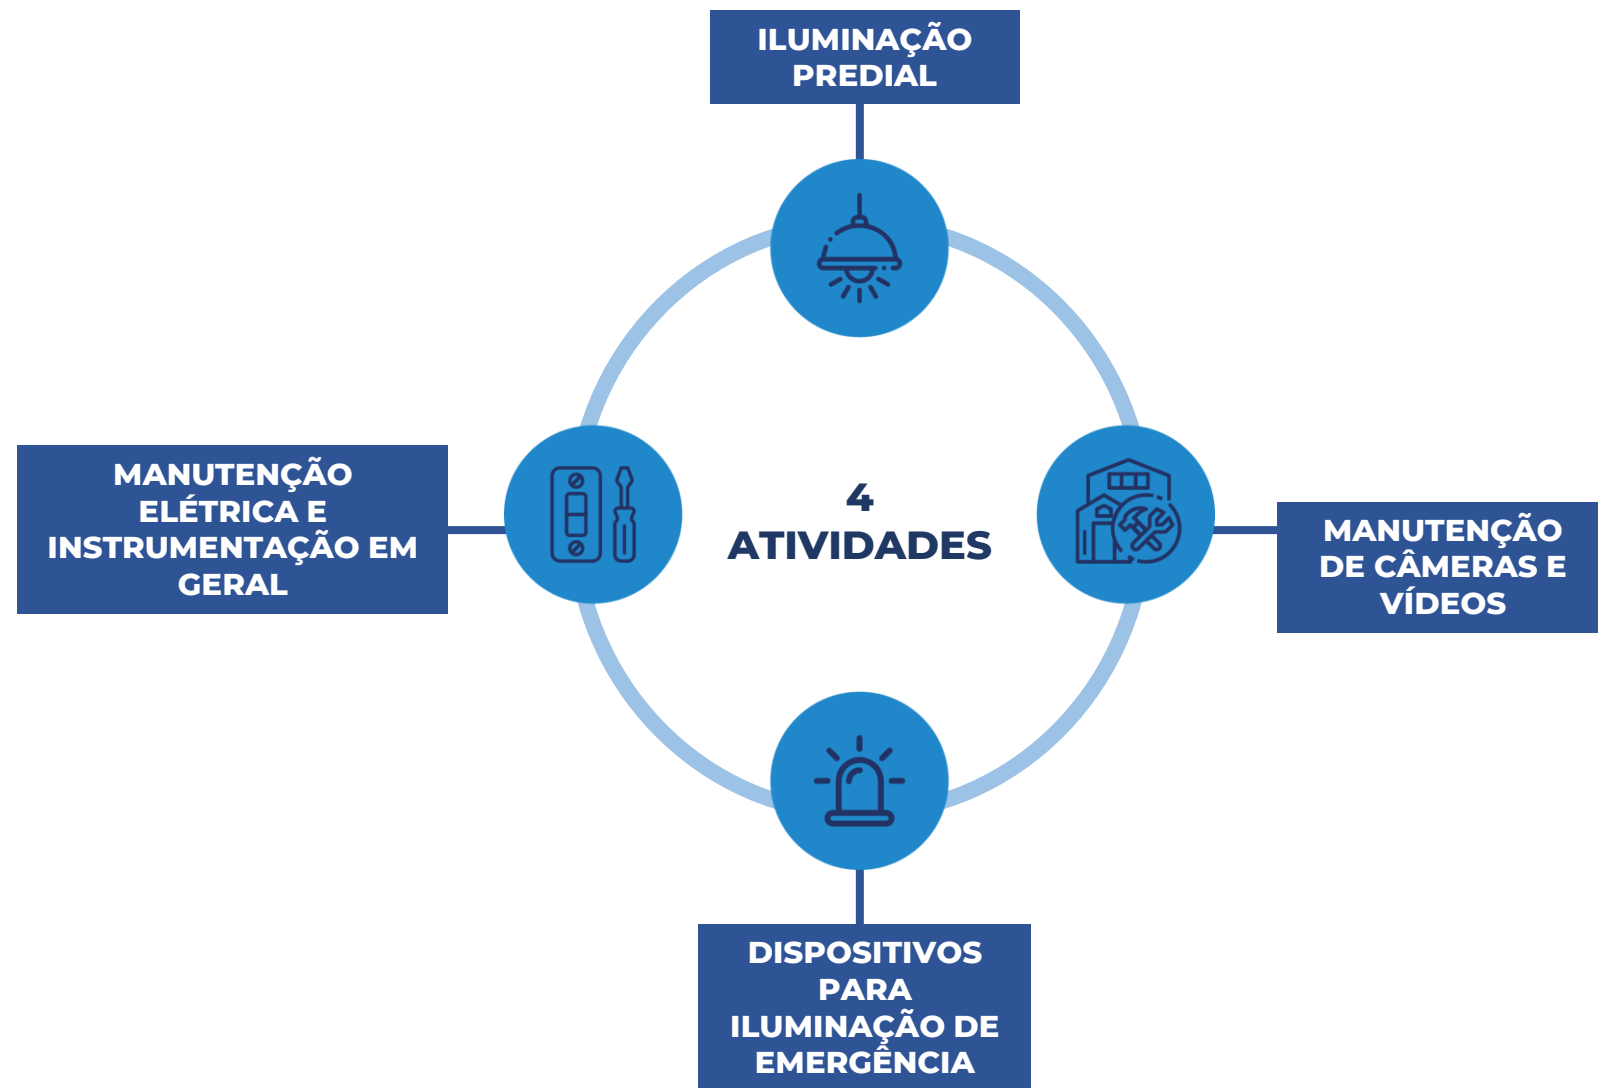 ILUMINAÇÃO
PREDIAL
MANUTENÇÃO
ELÉTRICA E
INSTRUMENTAÇÃO EM
GERAL
4
ATIVIDADES
MANUTENÇÃO
DE CÂMERAS E
VÍDEOS
DISPOSITIVOS
PARA
ILUMINAÇÃO DE
EMERGÊNCIA